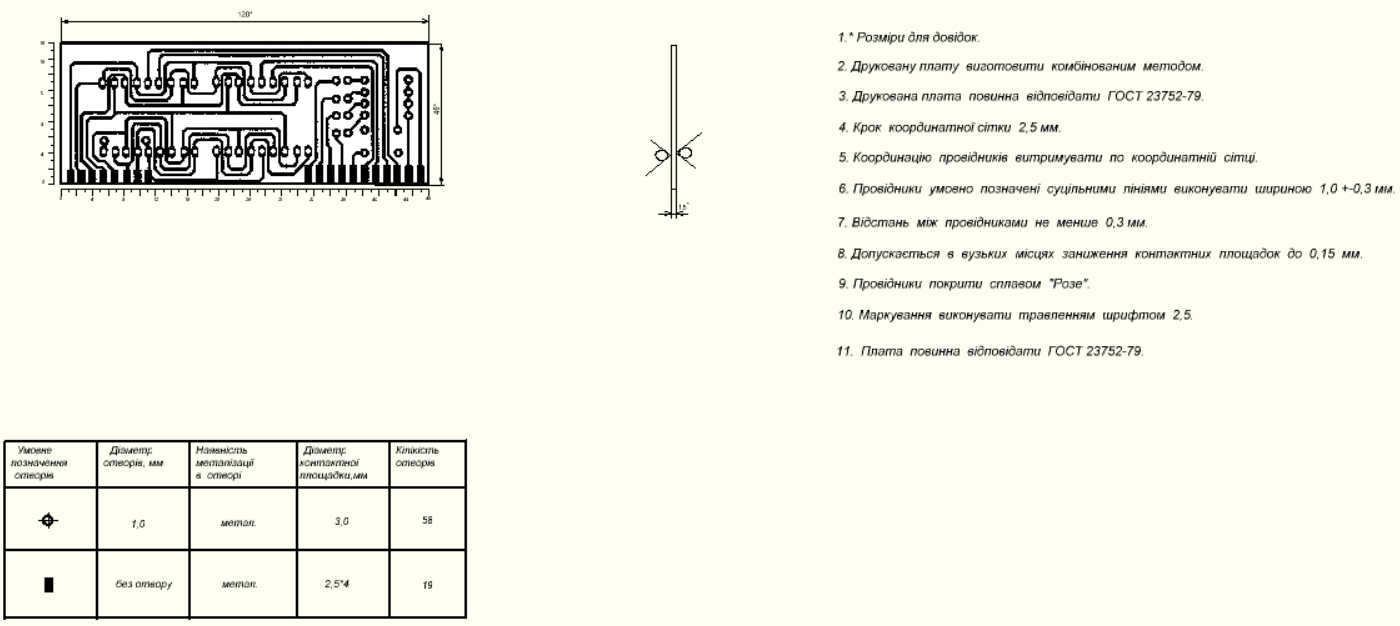 120*
1.* Розміри для довідок.
2. Друковану плату виготовити комбінованим методом.
3. Друкована плата повинна відповідати ГОСТ 23752-79.
4. Крок координатної сітки 2,5 мм.
5. Координацію провідників витримувати по координатній сітці.
6. Провідники умовно позначені суцільними лініями виконувати шириною 1,0 +-0,3 мм.
7. Відстань між провідниками не менше 0,3 мм.
8. Допускається в вузьких місцях заниження контактних площадок до 0,15 мм.
9. Провідники покрити сплавом "Розе".
10. Маркування виконувати травленням шрифтом 2,5.
11. Плата повинна відповідати ГОСТ 23752-79.
1,5*
Умовне позначення отворів
Діаметр отворів, мм
Наявність металізації в отворі
Діаметр контактної площадки,мм
Кілікість отворів
1,0
метал.
3,0
58
без отвору
метал.
2,5*4
19